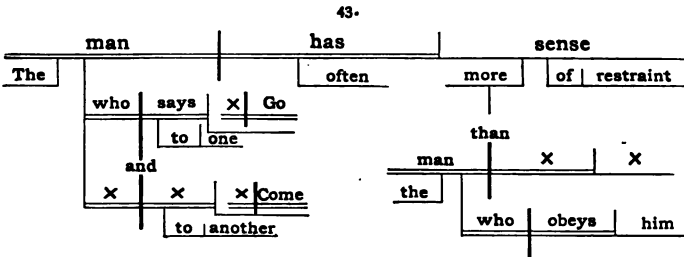 43.
man has sense
The often more of restraint
who says × Go
to one
than
and man × ×
× × × Come the
to another who obeys him